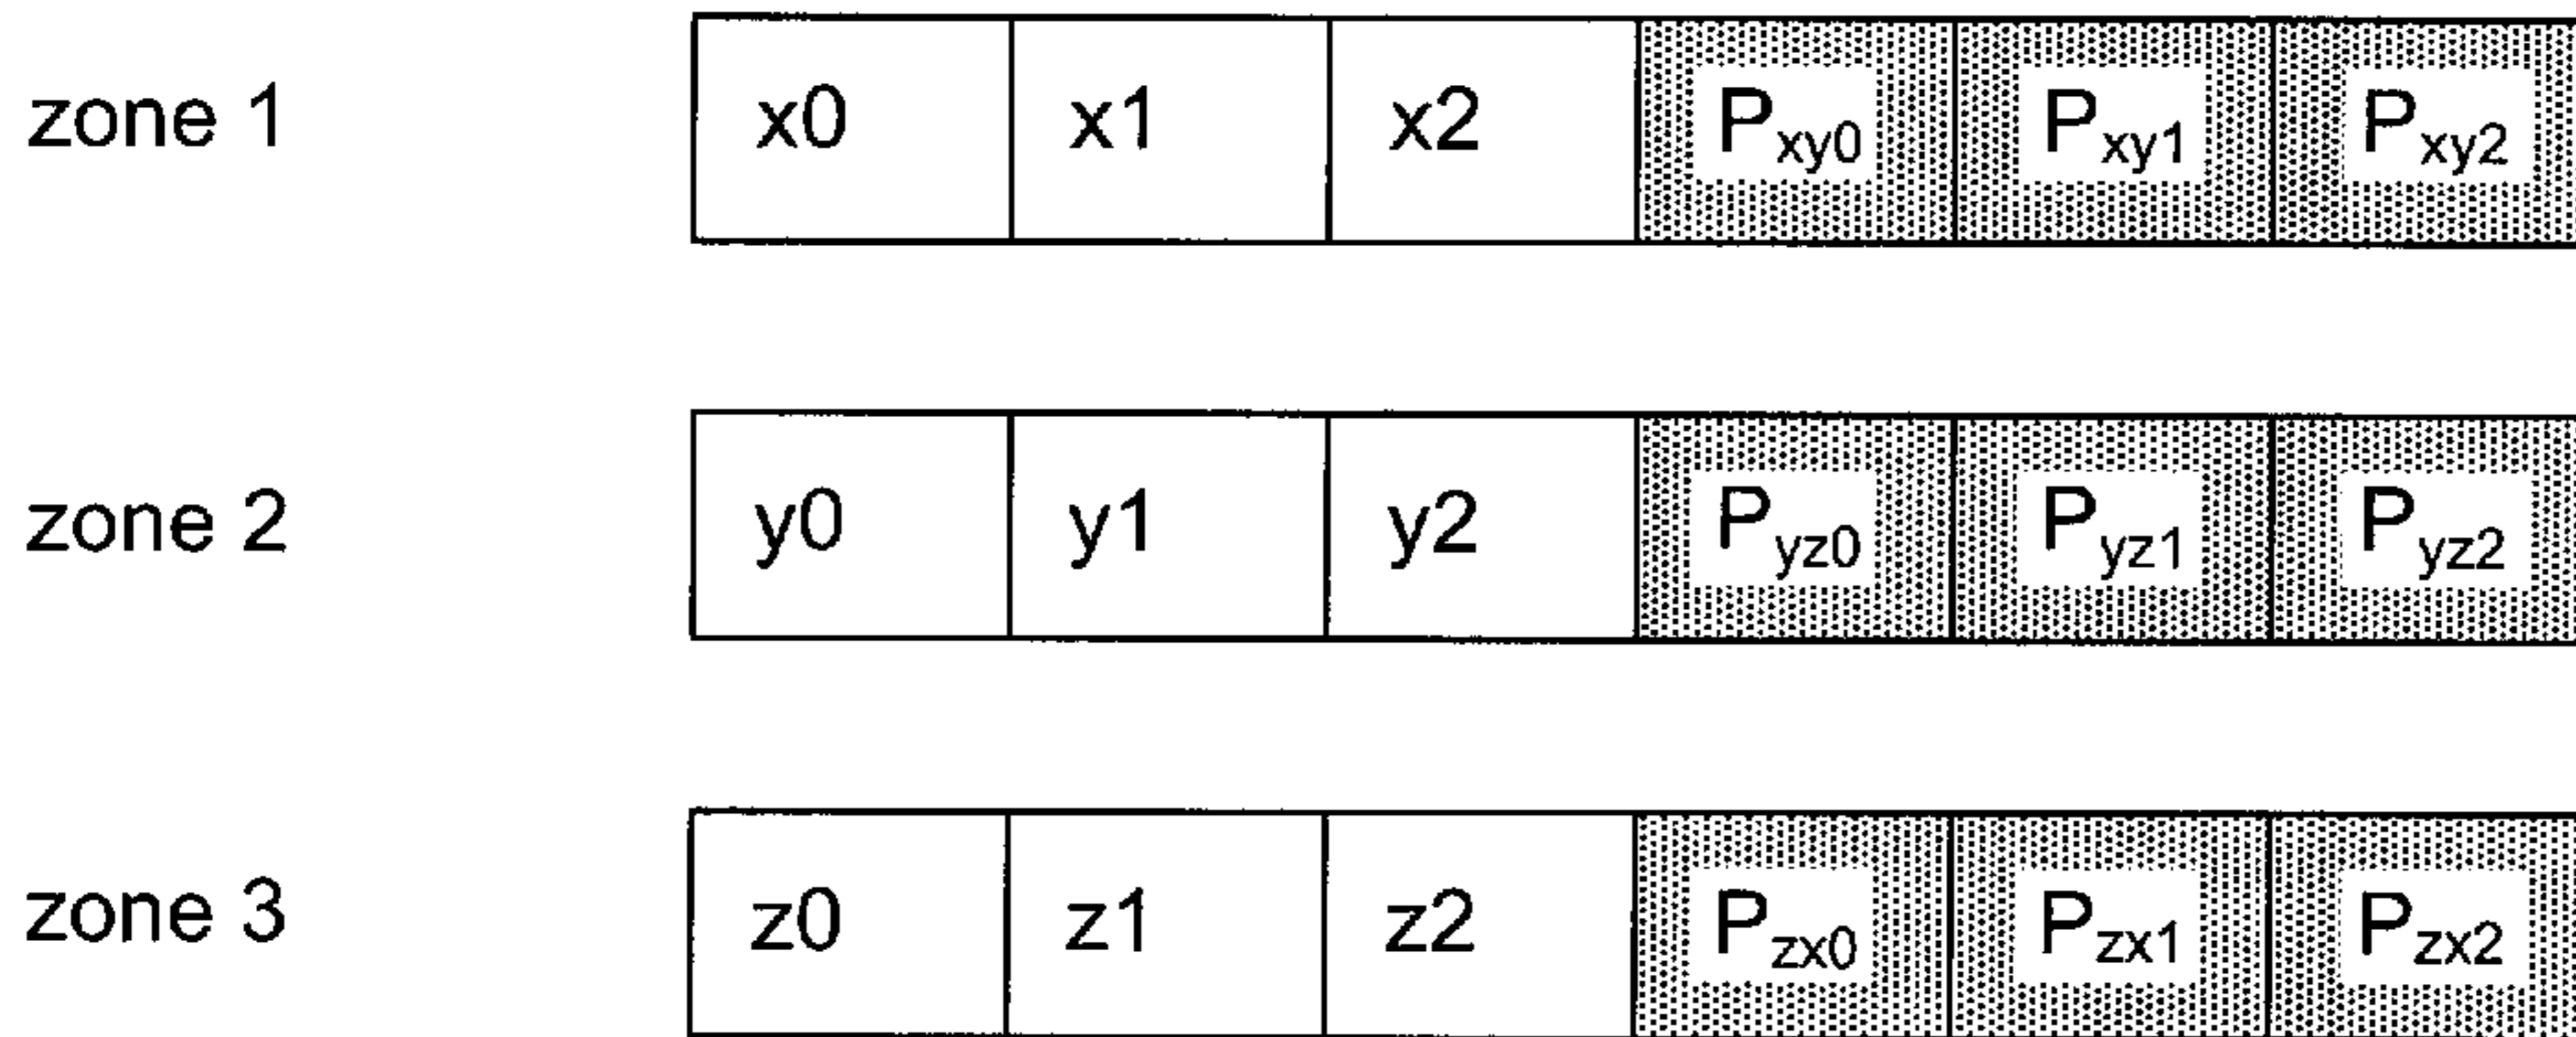 zone 1 x0 x1 x2 Pxy0 Pxy1 Pxy2
zone 2 y0 y1 y2 Pyz0 Pyz1 Pyz2
zone 3 z0 z1 z2 Pzx0 Pzx1 Pzx2